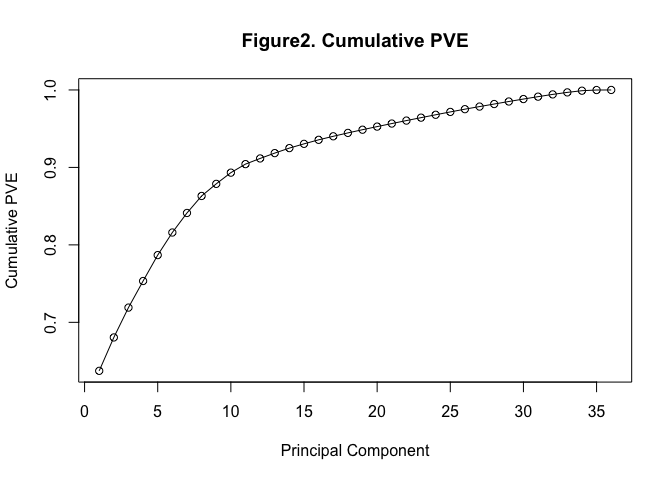 Figure2. Cumulative PVE
1.0
0.9
0.8
0.7
Cumulative PVE
0 5 10 15 20 25 30 35
Principal Component